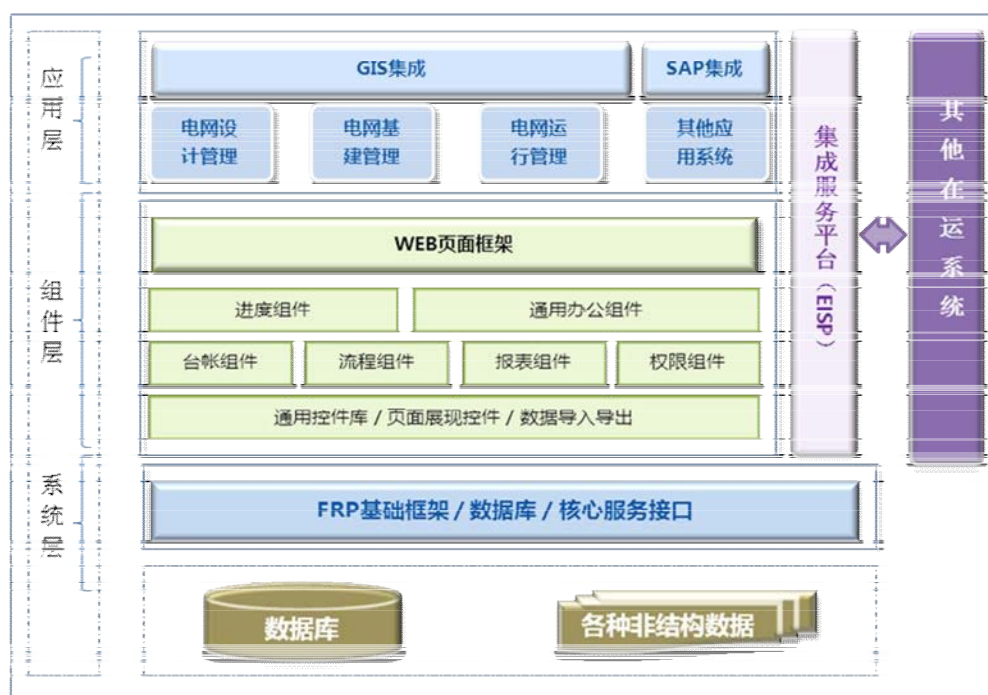 应用层
GIS集成
SAP集成
电网设
计管理
电网基
建管理
电网运
行管理
其他应
用系统
组件层
WEB页面框架
进度组件
通用办公组件
台帐组件
流程组件
报表组件
权限组件
通用控件库 / 页面展现控件 / 数据导入导出
集成服务平台（EISP）
其他在运系统
系统层
FRP基础框架 / 数据库 / 核心服务接口
数据库
各种非结构数据